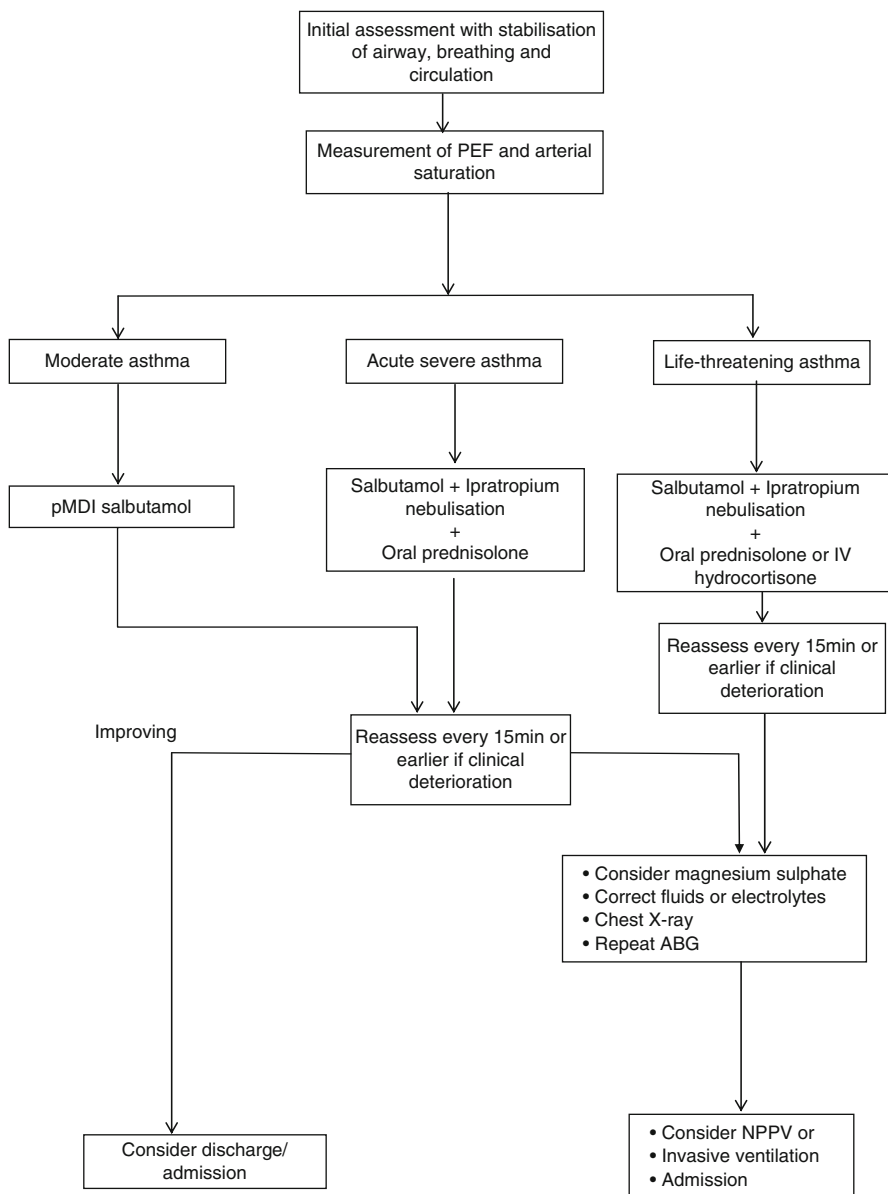 Initial assessment with stabilisation
of airway, breathing and
circulation
Measurement of PEF and arterial
saturation
Moderate asthma
Acute severe asthma
Life-threatening asthma
pMDI salbutamol
Salbutamol + Ipratropium
nebulisation
+
Oral prednisolone
Salbutamol + Ipratropium
nebulisation
+
Oral prednisolone or IV
hydrocortisone
Reassess every 15min or
earlier if clinical
deterioration
Improving
Reassess every 15min or
earlier if clinical
deterioration
• Consider magnesium sulphate
• Correct fluids or electrolytes
• Chest X-ray
• Repeat ABG
Consider discharge/
admission
• Consider NPPV or
• Invasive ventilation
• Admission